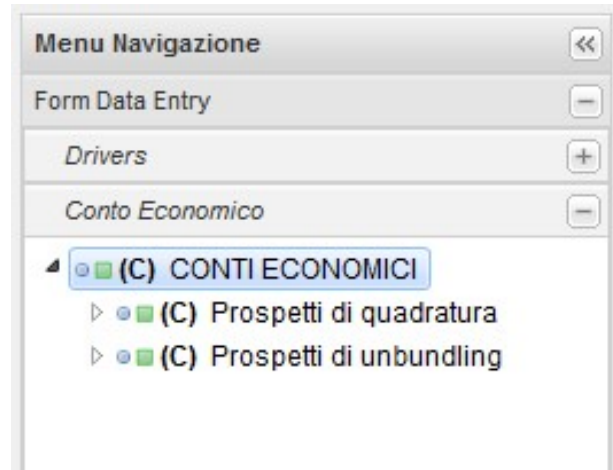 Menu Navigazione
Form Data Entry
Drivers
Conto Economico
(C) CONTI ECONOMICI
(C) Prospetti di quadratura
(C) Prospetti di unbundling